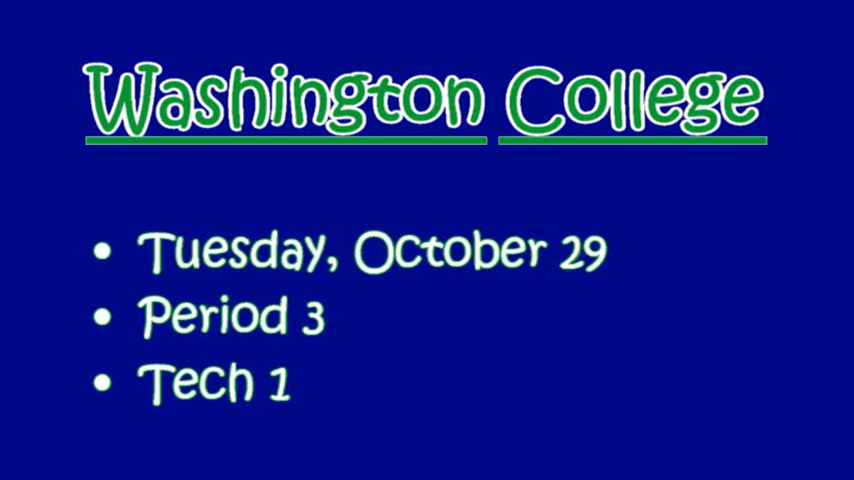 Washington College
• Tuesday, October 29
• Period 3
• Tech 1